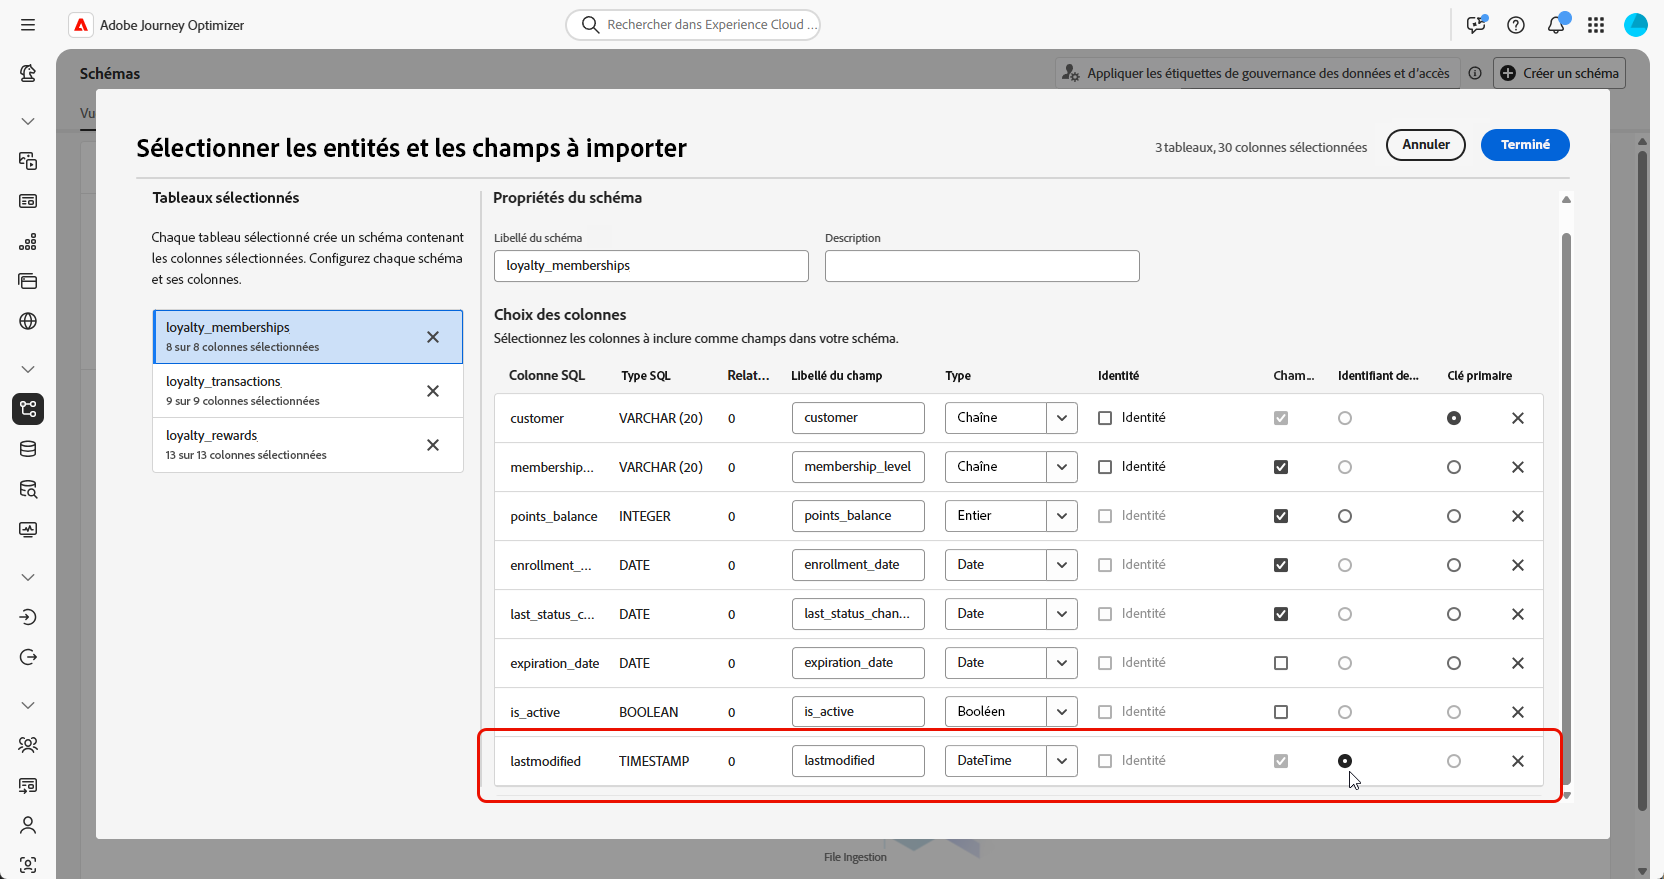 Adobe Journey Optimizer
Rechercher dans Experience Cloud ...
Schémas
Appliquer les étiquettes de gouvernance des données et d'accès
Créer un schéma
Vu
Sélectionner les entités et les champs à importer
3 tableaux, 30 colonnes sélectionnées
Annuler
Terminé
Tableaux sélectionnés
Chaque tableau sélectionné crée un schéma contenant
les colonnes sélectionnées. Configurez chaque schéma
et ses colonnes.
loyalty_memberships
8 sur 8 colonnes sélectionnées
loyalty_transactions
9 sur 9 colonnes sélectionnées
loyalty_rewards
13 sur 13 colonnes sélectionnées
Propriétés du schéma
Libellé du schéma
Description
loyalty_memberships
Choix des colonnes
Sélectionnez les colonnes à inclure comme champs dans votre schéma.
Colonne SQL Type SQL Relat... Libellé du champ Type Identité Cham... Identifiant de... Clé primaire
customer VARCHAR (20) 0 customer Chaîne Identité
membership... VARCHAR (20) 0 membership_level Chaîne Identité
points_balance INTEGER 0 points_balance Entier Identité
enrollment_... DATE 0 enrollment_date Date Identité
last_status_c... DATE 0 last_status_chan... Date Identité
expiration_date DATE 0 expiration_date Date Identité
is_active BOOLEAN 0 is_active Booléen Identité
lastmodified TIMESTAMP 0 lastmodified DateTime Identité
File Ingestion